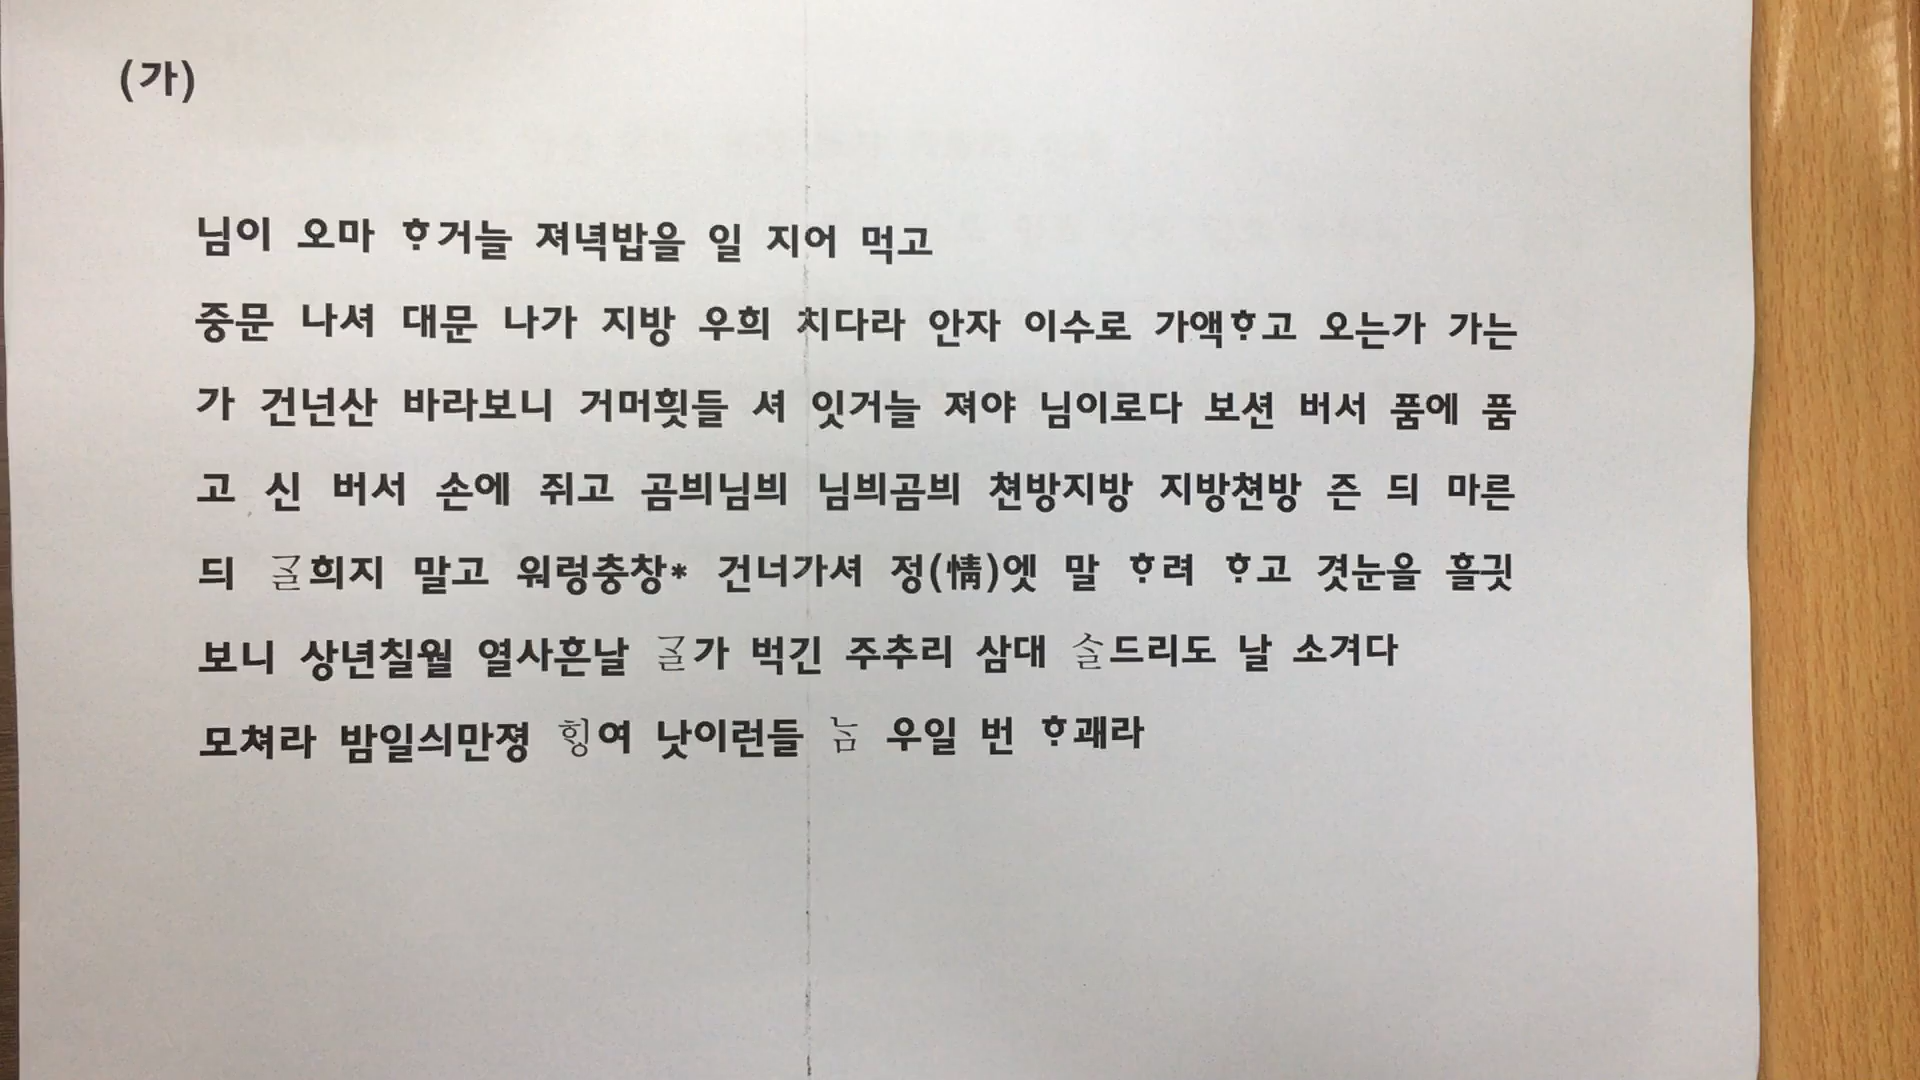 (가)
님이 오마 ᄒᆞ거늘 져녁밥을 일 지어 먹고
중문 나셔 대문 나가 지방 우희 치다라 안자 이수로 가액ᄒᆞ고 오는가 가는
가 건넌산 바라보니 거머흿들 셔 잇거늘 져야 님이로다 보션 버서 품에 품
고 신 버서 손에 쥐고 곰븨님븨 님븨곰븨 쳔방지방 지방쳔방 즌 듸 마른
듸 ᄀᆞᆯ희지 말고 워렁충창* 건너가셔 정(情)엣 말 ᄒᆞ려 ᄒᆞ고 겻눈을 흘긧
보니 상년칠월 열사흔날 ᄀᆞᆯ가 벅긴 주추리 삼대 ᄉᆞᆯ드리도 날 소겨다
모쳐라 밤일싀만졍 ᄒᆡᆼ여 낫이런들 ᄂᆞᆷ 우일 번 ᄒᆞ괘라